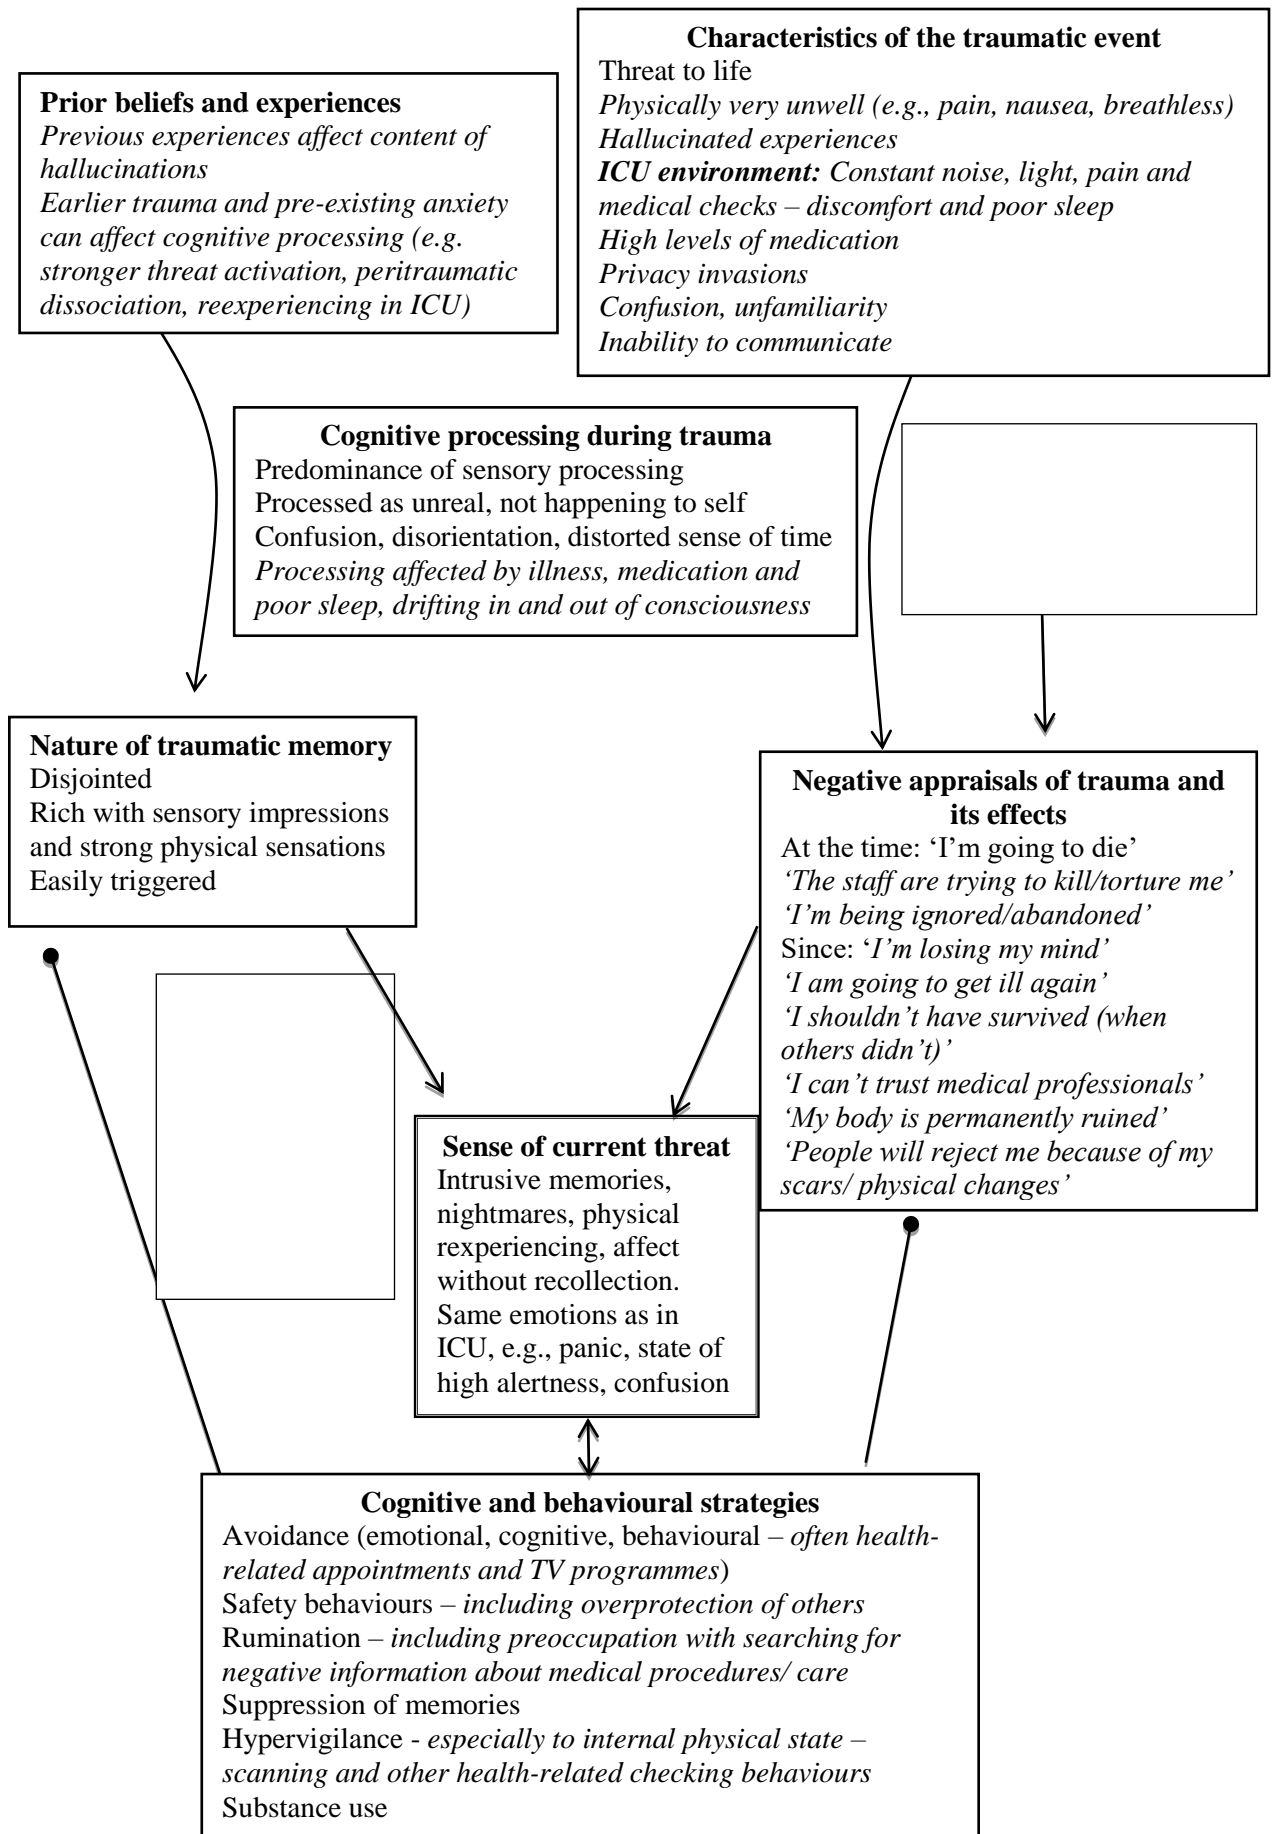 Characteristics of the traumatic event
Threat to life
Physically very unwell (e.g., pain, nausea, breathless)
Hallucinated experiences
ICU environment: Constant noise, light, pain and
medical checks – discomfort and poor sleep
High levels of medication
Privacy invasions
Confusion, unfamiliarity
Inability to communicate
Prior beliefs and experiences
Previous experiences affect content of
hallucinations
Earlier trauma and pre-existing anxiety
can affect cognitive processing (e.g.
stronger threat activation, peritraumatic
dissociation, reexperiencing in ICU)
Cognitive processing during trauma
Predominance of sensory processing
Processed as unreal, not happening to self
Confusion, disorientation, distorted sense of time
Processing affected by illness, medication and
poor sleep, drifting in and out of consciousness
Nature of traumatic memory
Disjointed
Rich with sensory impressions
and strong physical sensations
Easily triggered
Negative appraisals of trauma and
its effects
At the time: ‘I’m going to die’
‘The staff are trying to kill/torture me’
‘I’m being ignored/abandoned’
Since: ‘I’m losing my mind’
‘I am going to get ill again’
‘I shouldn’t have survived (when
others didn’t)’
‘I can’t trust medical professionals’
‘My body is permanently ruined’
‘People will reject me because of my
scars/ physical changes’
Sense of current threat
Intrusive memories,
nightmares, physical
rexperiencing, affect
without recollection.
Same emotions as in
ICU, e.g., panic, state of
high alertness, confusion
Cognitive and behavioural strategies
Avoidance (emotional, cognitive, behavioural – often health-
related appointments and TV programmes)
Safety behaviours – including overprotection of others
Rumination – including preoccupation with searching for
negative information about medical procedures/ care
Suppression of memories
Hypervigilance - especially to internal physical state –
scanning and other health-related checking behaviours
Substance use